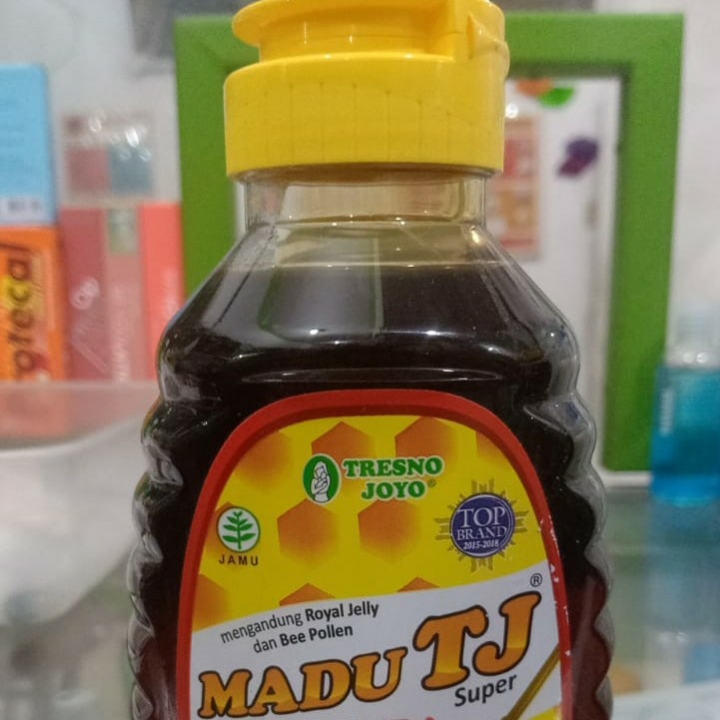 TRESNO
JOYO®
JAMU
TOP
BRAND
2015-2018
mengandung Royal Jelly
dan Bee Pollen
MADU TJ®
Super